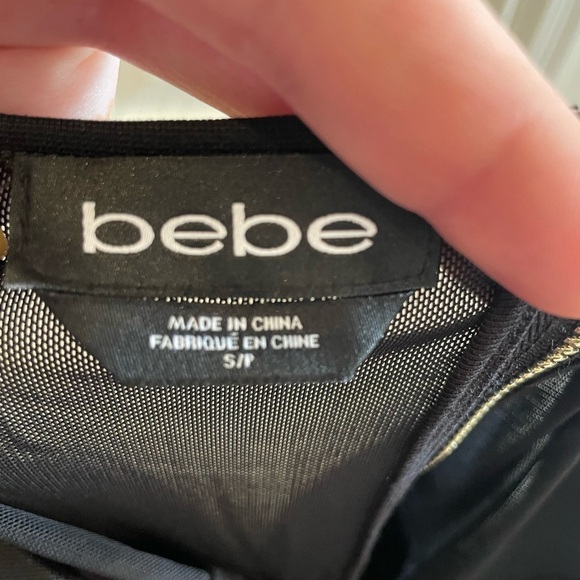 bebe
MADE IN CHINA
FABRIQUÉ EN CHINE
S/P